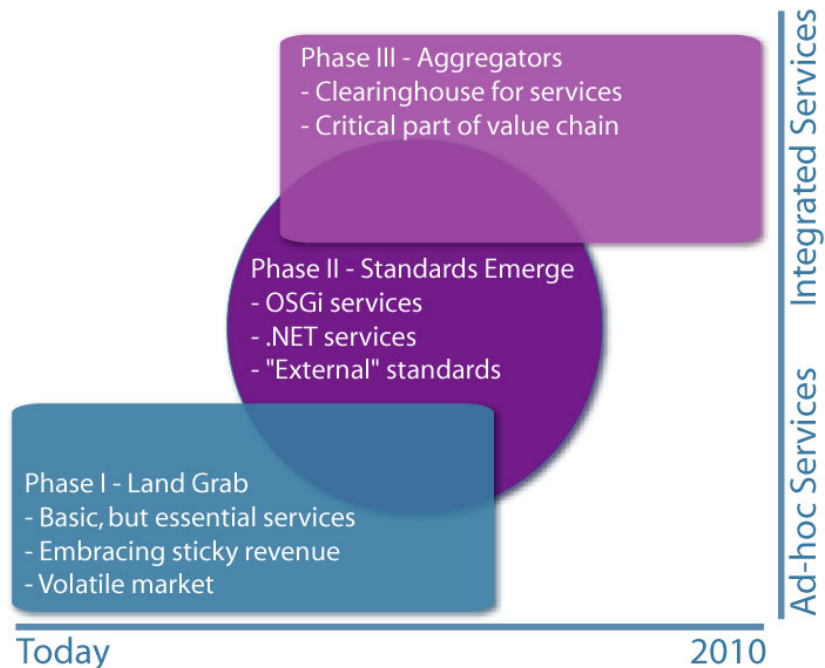 Phase III - Aggregators
- Clearinghouse for services
- Critical part of value chain
Phase II - Standards Emerge
- OSGi services
- .NET services
- "External" standards
Phase I - Land Grab
- Basic, but essential services
- Embracing sticky revenue
- Volatile market
Integrated Services
Ad-hoc Services
Today
2010